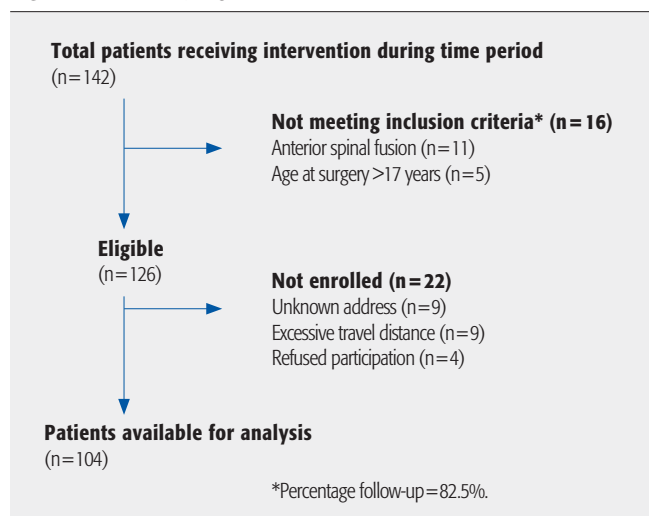 Total patients receiving intervention during time period
(n=142)
Not meeting inclusion criteria* (n=16)
Anterior spinal fusion (n=11)
Age at surgery >17 years (n=5)
Eligible
(n=126)
Not enrolled (n=22)
Unknown address (n=9)
Excessive travel distance (n=9)
Refused participation (n=4)
Patients available for analysis
(n=104)
*Percentage follow-up=82.5%.